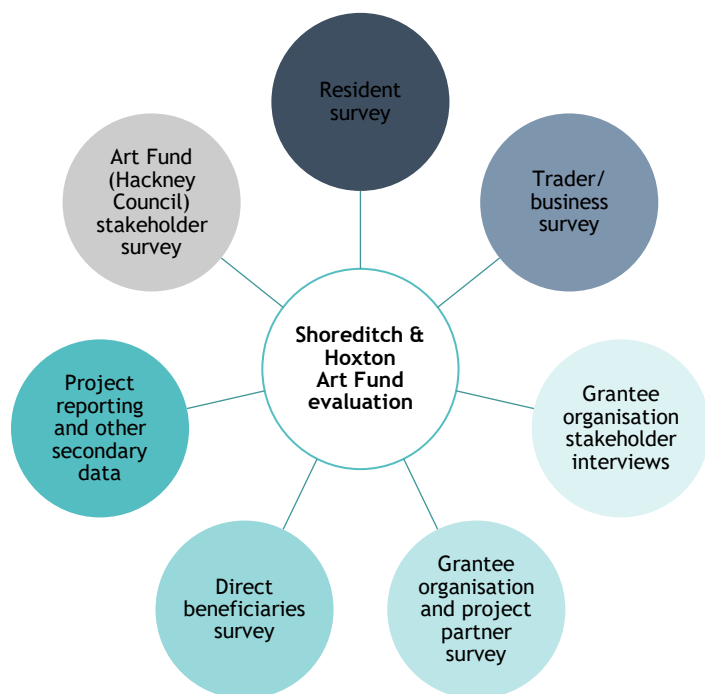 Resident
survey
Trader/
business
survey
Grantee
organisation
stakeholder
interviews
Grantee
organisation
and project
partner
survey
Direct
beneficiaries
survey
Project
reporting
and other
secondary
data
Art Fund
(Hackney
Council)
stakeholder
survey
Shoreditch &
Hoxton
Art Fund
evaluation